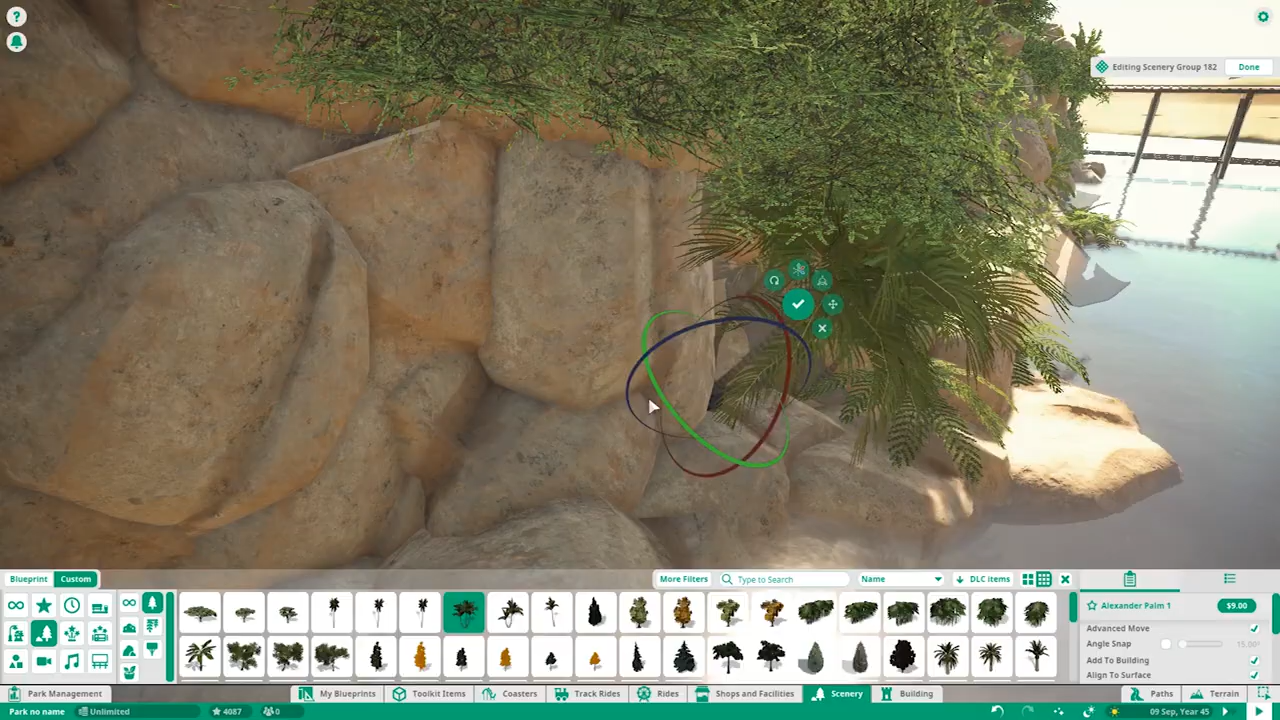 ?
Editing Scenery Group 182 Done
Blueprint Custom More Filters Type to Search Name DLC items
Alexander Palm 1 $9.00
Advanced Move
Angle Snap 15.00°
Add To Building
Align To Surface
Park Management My Blueprints Toolkit Items Coasters Track Rides Rides Shops and Facilities Scenery Building Paths Terrain
Park no name Unlimited 4087 0 09 Sep, Year 45